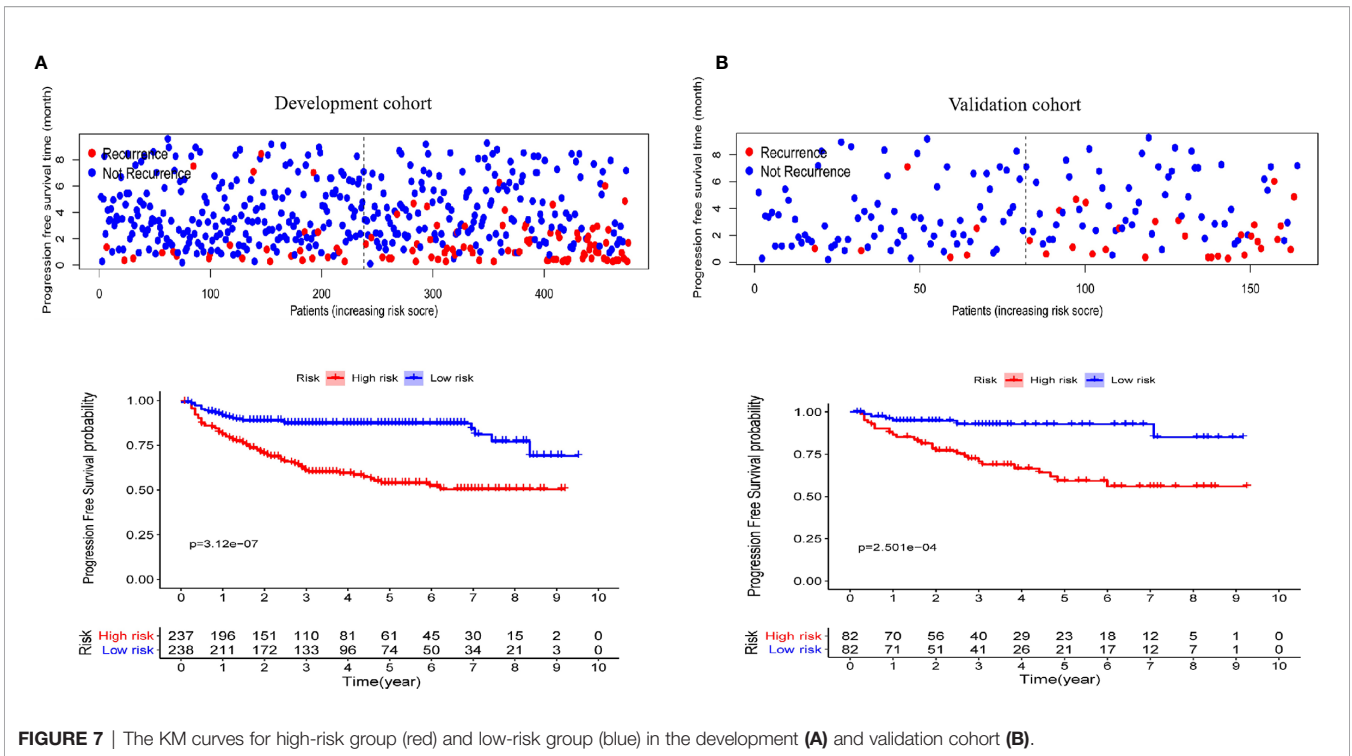 A
Development cohort
Progression free survival time (month)
8
6
4
2
0
Recurrence
Not Recurrence
0 100 200 300 400
Patients (increasing risk socre)
Risk High risk Low risk
Progression Free Survival probability
1.00
0.75
0.50
0.25
0.00
p=3.12e−07
0 1 2 3 4 5 6 7 8 9 10
Risk
High risk 237 196 151 110 81 61 45 30 15 2 0
Low risk 238 211 172 133 96 74 50 34 21 3 0
0 1 2 3 4 5 6 7 8 9 10
Time(year)
B
Validation cohort
Progression free survival time (month)
8
6
4
2
0
Recurrence
Not Recurrence
0 50 100 150
Patients (increasing risk socre)
Risk High risk Low risk
Progression Free Survival probability
1.00
0.75
0.50
0.25
0.00
p=2.501e−04
0 1 2 3 4 5 6 7 8 9 10
Risk
High risk 82 70 56 40 29 23 18 12 5 1 0
Low risk 82 71 51 41 26 21 17 12 7 1 0
0 1 2 3 4 5 6 7 8 9 10
Time(year)
FIGURE 7 | The KM curves for high-risk group (red) and low-risk group (blue) in the development (A) and validation cohort (B).